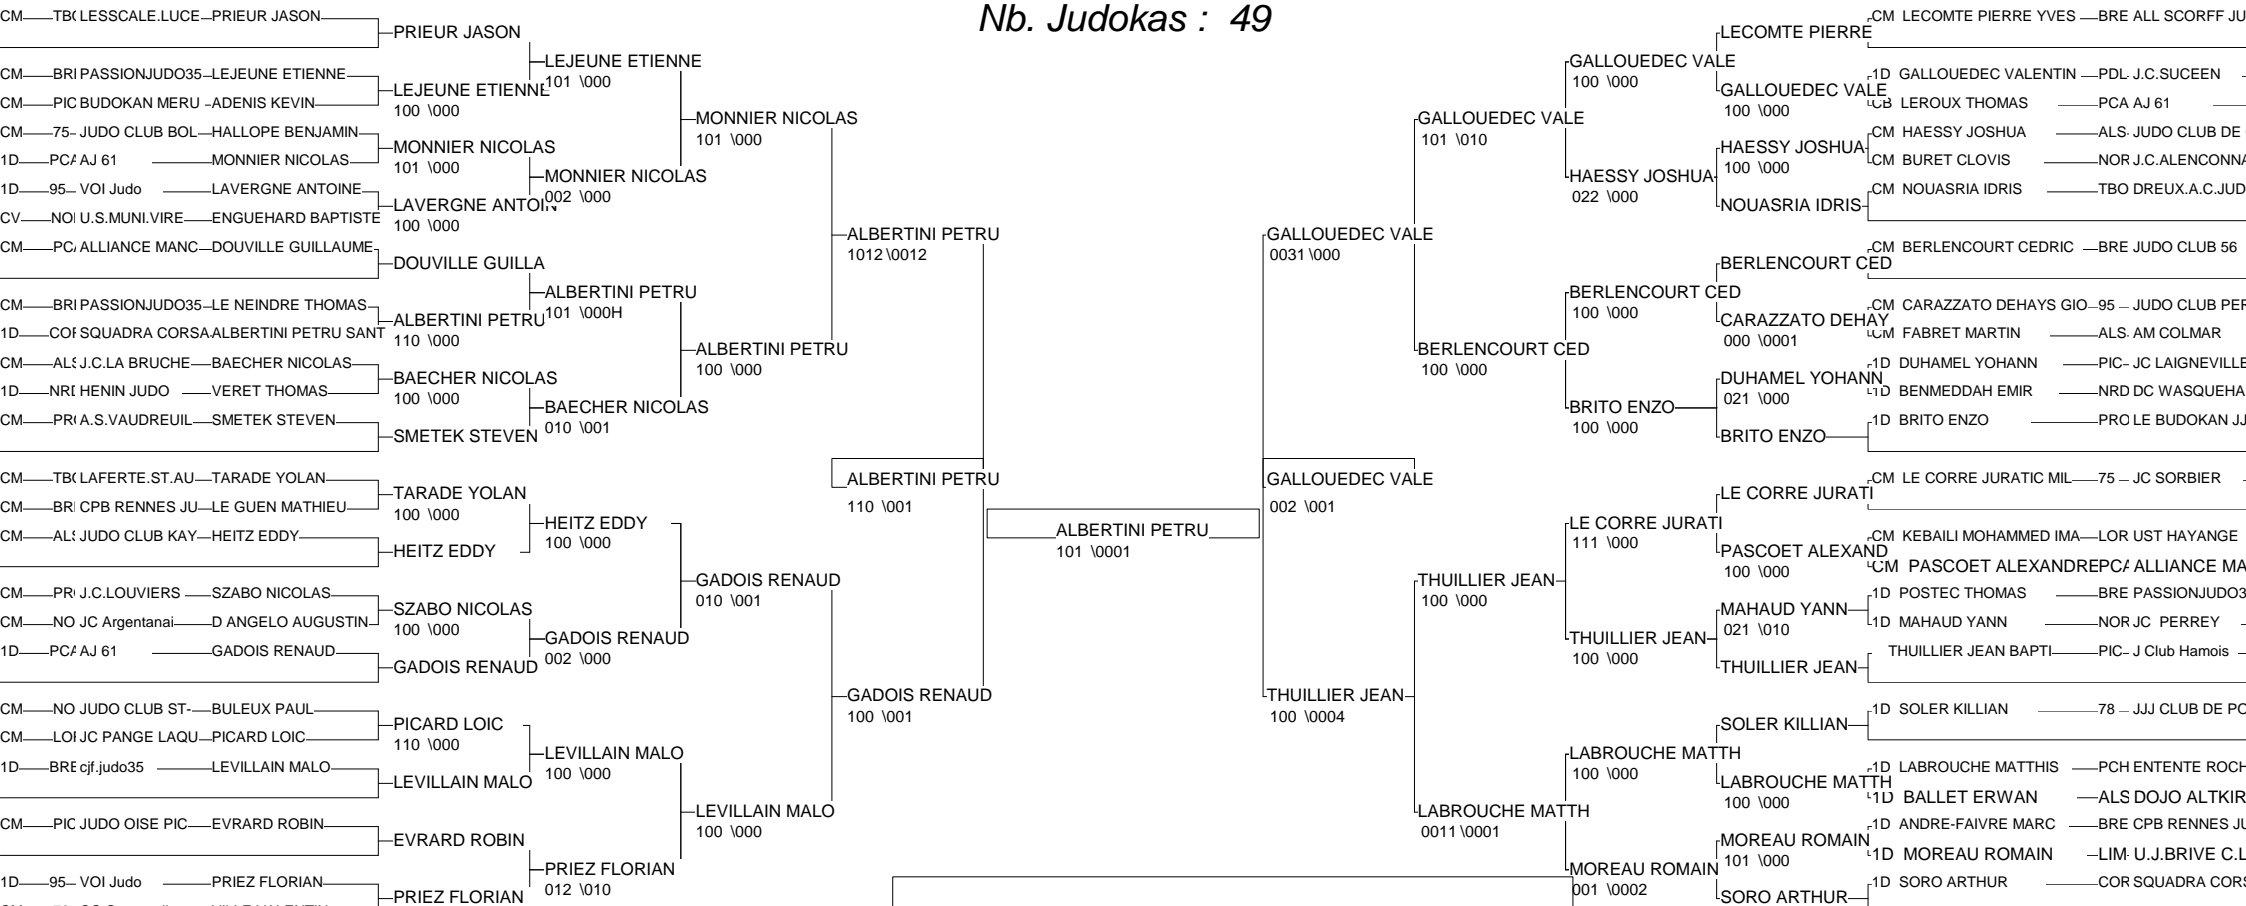 Nb. Judokas : 49
CM TBO LESSCALE.LUCE PRIEUR JASON
CM BRE PASSIONJUDO35 LEJEUNE ETIENNE
CM PIC BUDOKAN MERU ADENIS KEVIN
CM 75 JUDO CLUB BOL HALLOPE BENJAMIN
1D PCA AJ 61 MONNIER NICOLAS
1D 95 VOI Judo LAVERGNE ANTOINE
CV NO U.S.MUNI.VIRE ENGUEHARD BAPTISTE
CM PCA ALLIANCE MANC DOUVILLE GUILLAUME
CM BRI PASSIONJUDO35 LE NEINDRE THOMAS
1D COR SQUADRA CORSA ALBERTINI PETRU SANT
CM ALS J.C.LA BRUCHE BAECHER NICOLAS
1D NRD HENIN JUDO VERET THOMAS
CM PRO A.S.VAUDREUIL SMETEK STEVEN
CM TBO LAFERTE.ST.AU TARADE YOLAN
CM BR CPB RENNES JU LE GUEN MATHIEU
CM ALS JUDO CLUB KAY HEITZ EDDY
CM PR J.C.LOUVIERS SZABO NICOLAS
CM NO JC Argentanai D ANGELO AUGUSTIN
1D PCA AJ 61 GADOIS RENAUD
CM NO JUDO CLUB ST- BULEUX PAUL
CM LOR JC PANGE LAQU PICARD LOIC
1D BRE cjf.judo35 LEVILLAIN MALO
CM PIC JUDO OISE PIC EVRARD ROBIN
1D 95 VOI Judo PRIEZ FLORIAN
PRIEUR JASON
LEJEUNE ETIENNE
100 \000
MONNIER NICOLAS
101 \000
LAVERGNE ANTOIN
100 \000
DOUVILLE GUILLA
ALBERTINI PETRU
110 \000
BAECHER NICOLAS
100 \000
SMETEK STEVEN
TARADE YOLAN
100 \000
HEITZ EDDY
SZABO NICOLAS
100 \000
GADOIS RENAUD
PICARD LOIC
110 \000
LEVILLAIN MALO
EVRARD ROBIN
PRIEZ FLORIAN
LEJEUNE ETIENNE
101 \000
MONNIER NICOLAS
002 \000
ALBERTINI PETRU
101 \000H
BAECHER NICOLAS
010 \001
HEITZ EDDY
100 \000
GADOIS RENAUD
002 \000
LEVILLAIN MALO
100 \000
PRIEZ FLORIAN
012 \010
MONNIER NICOLAS
101 \000
ALBERTINI PETRU
100 \000
GADOIS RENAUD
010 \001
LEVILLAIN MALO
100 \000
ALBERTINI PETRU
1012 \0012
ALBERTINI PETRU
110 \001
GADOIS RENAUD
100 \001
ALBERTINI PETRU
101 \0001
GALLOUEDEC VALE
0031 \000
GALLOUEDEC VALE
002 \001
THUILLIER JEAN
100 \0004
GALLOUEDEC VALE
101 \010
BERLENCOURT CED
100 \000
THUILLIER JEAN
100 \000
LABROUCHE MATTH
0011 \0001
GALLOUEDEC VALE
100 \000
HAESSY JOSHUA
022 \000
BERLENCOURT CED
100 \000
BRITO ENZO
100 \000
LE CORRE JURATI
111 \000
THUILLIER JEAN
100 \000
LABROUCHE MATTH
100 \000
MOREAU ROMAIN
001 \0002
LECOMTE PIERRE
GALLOUEDEC VALE
100 \000
HAESSY JOSHUA
100 \000
NOUASRIA IDRIS
BERLENCOURT CED
CARAZZATO DEHAY
000 \0001
DUHAMEL YOHANN
021 \000
BRITO ENZO
LE CORRE JURATI
PASCOET ALEXAND
100 \000
MAHAUD YANN
021 \010
THUILLIER JEAN
SOLER KILLIAN
LABROUCHE MATTH
100 \000
MOREAU ROMAIN
101 \000
SORO ARTHUR
CM LECOMTE PIERRE YVES BRE ALL SCORFF JU
1D GALLOUEDEC VALENTIN PDL J.C.SUCEEN
CB LEROUX THOMAS PCA AJ 61
CM HAESSY JOSHUA ALS JUDO CLUB DE
CM BURET CLOVIS NOR J.C.ALENCONNA
CM NOUASRIA IDRIS TBO DREUX.A.C.JUD
CM BERLENCOURT CEDRIC BRE JUDO CLUB 56
CM CARAZZATO DEHAYS GIO 95 JUDO CLUB PER
CM FABRET MARTIN ALS AM COLMAR
1D DUHAMEL YOHANN PIC JC LAIGNEVILLE
1D BENMEDDAH EMIR NRD DC WASQUEHA
1D BRITO ENZO PRO LE BUDOKAN JJ
CM LE CORRE JURATIC MIL 75 JC SORBIER
CM KEBAILI MOHAMMED IMA LOR UST HAYANGE
CM PASCOET ALEXANDRE PCA ALLIANCE MA
1D POSTEC THOMAS BRE PASSIONJUDO3
1D MAHAUD YANN NOR JC PERREY
THUILLIER JEAN BAPTI PIC J Club Hamois
1D SOLER KILLIAN 78 JJJ CLUB DE PO
1D LABROUCHE MATTHIS PCH ENTENTE ROCH
1D BALLET ERWAN ALS DOJO ALTKIR
1D ANDRE-FAIVRE MARC BRE CPB RENNES JU
1D MOREAU ROMAIN LIM U.J.BRIVE C.L
1D SORO ARTHUR COR SQUADRA CORS